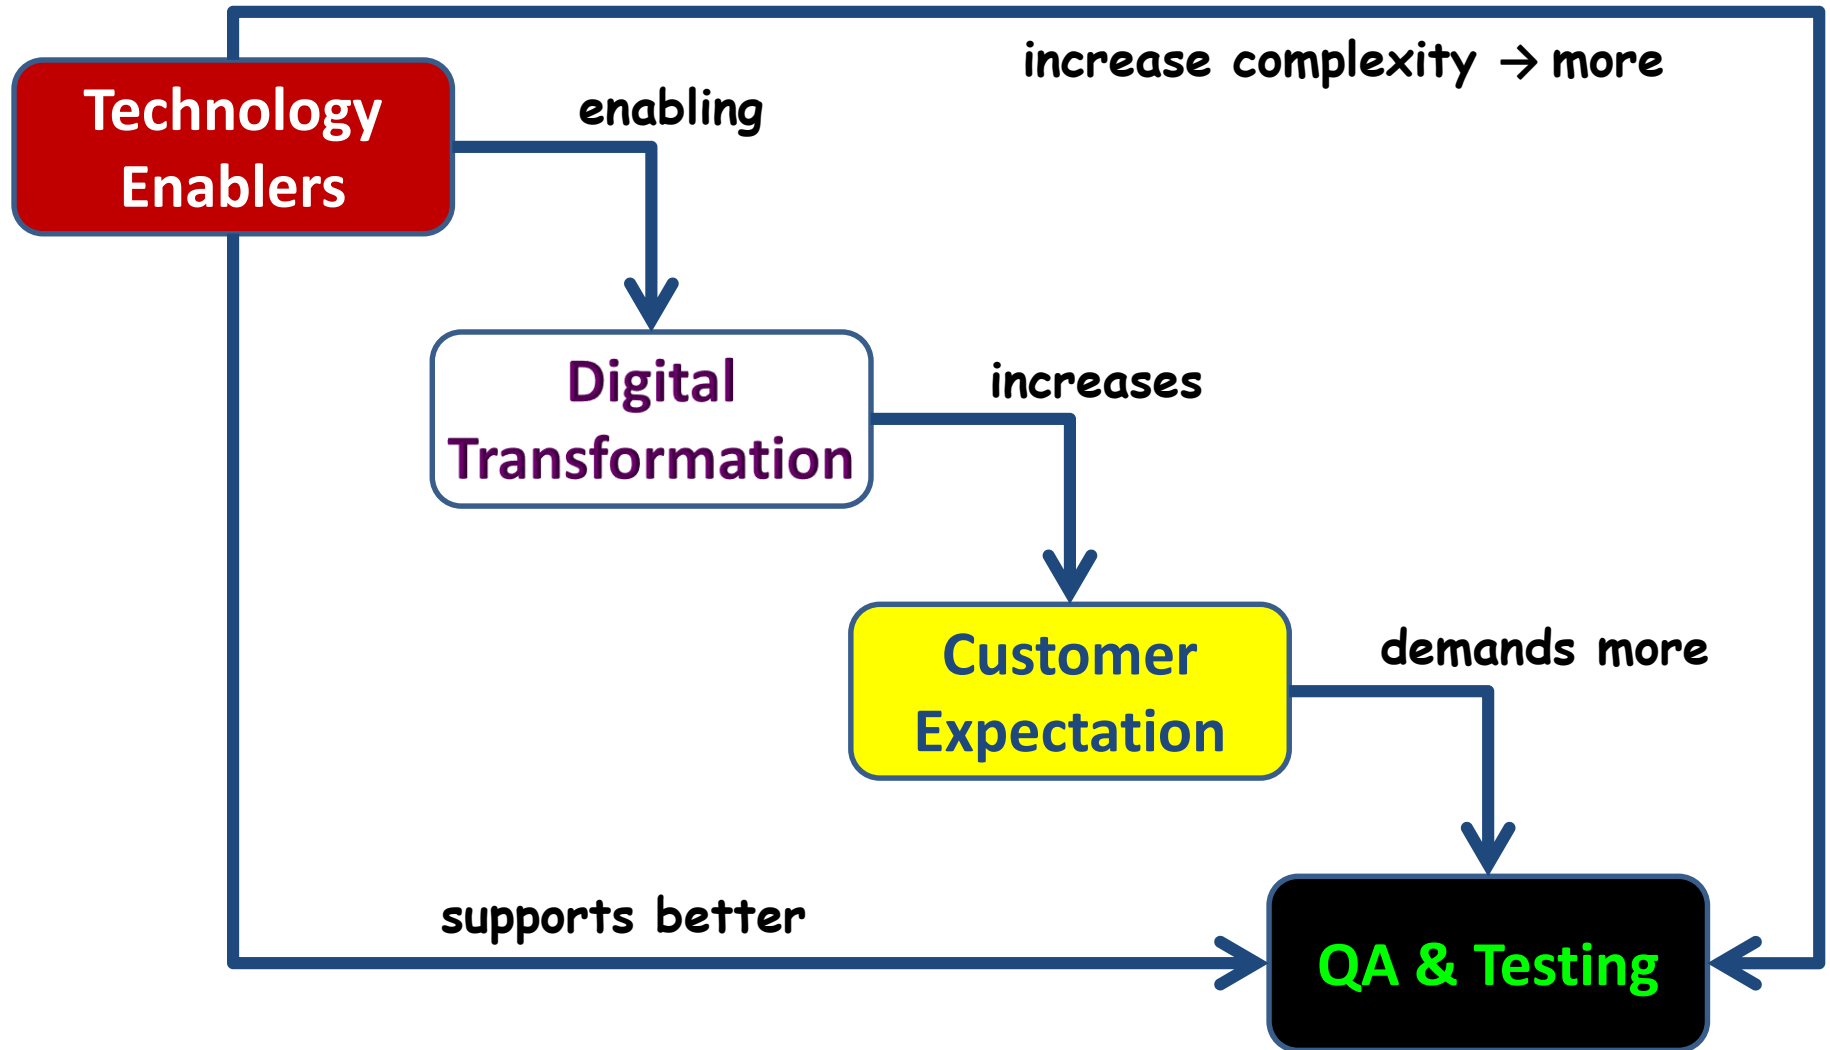 increase complexity → more
Technology
Enablers
enabling
Digital
Transformation
increases
Customer
Expectation
demands more
supports better
QA & Testing